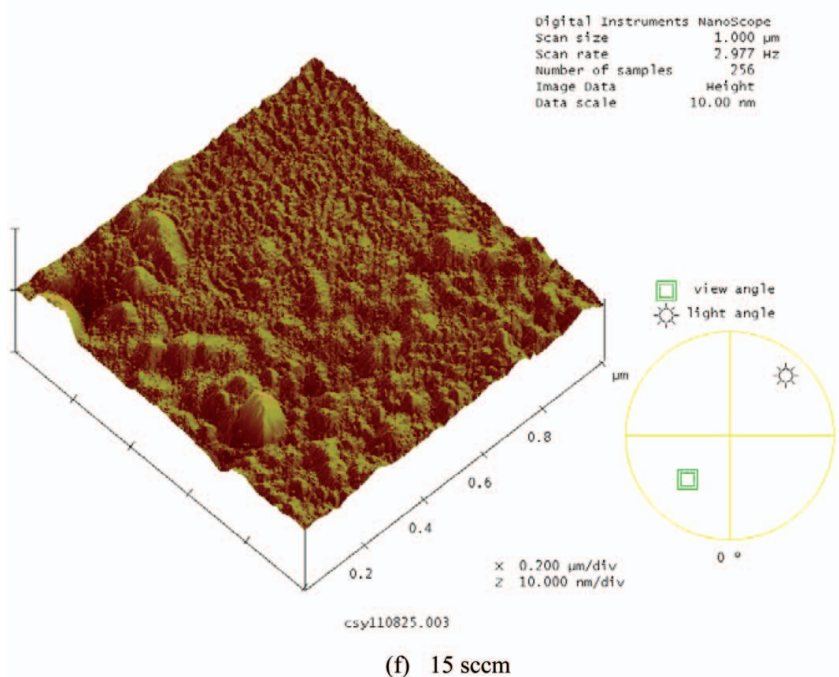 Digital Instruments NanoScope
Scan size 1.000 µm
Scan rate 2.977 Hz
Number of samples 256
Image Data Height
Data scale 10.00 nm
view angle
light angle
µm
0.8
0.6
0.4
0.2
0 º
X 0.200 µm/div
Z 10.000 nm/div
csy110825.003
(f) 15 sccm